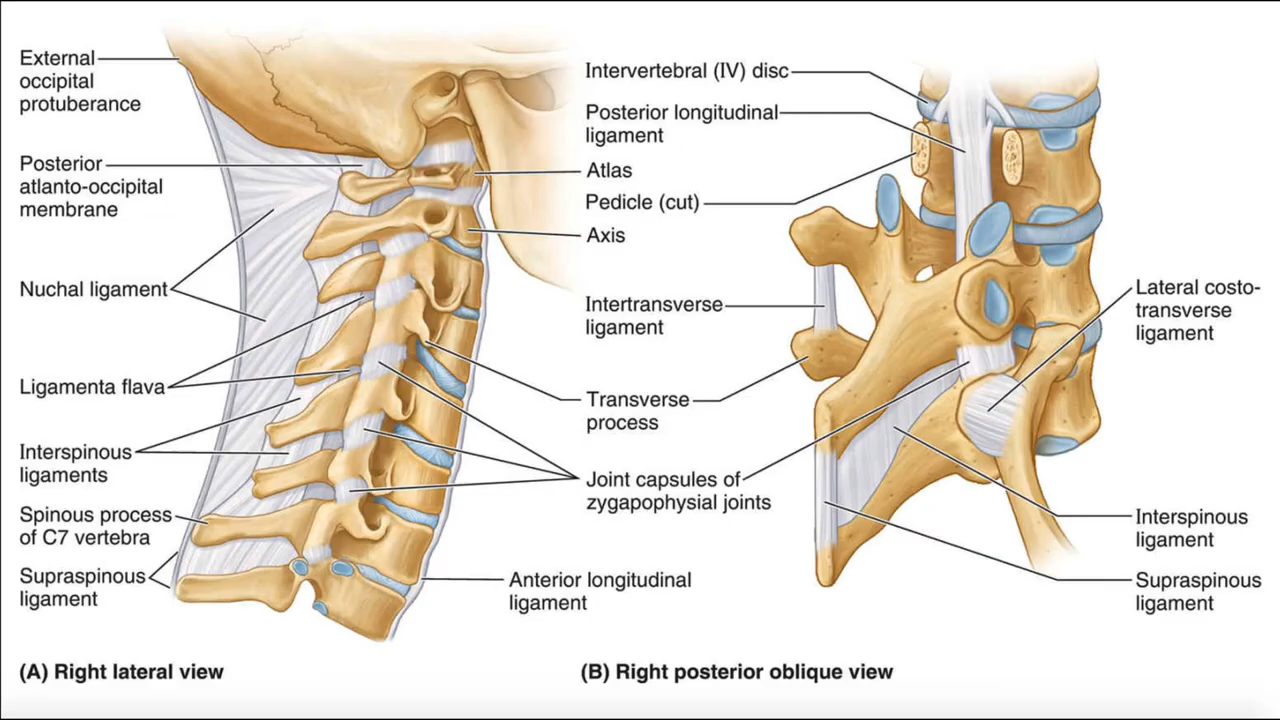 External
occipital
protuberance
Posterior
atlanto-occipital
membrane
Nuchal ligament
Ligamenta flava
Interspinous
ligaments
Spinous process
of C7 vertebra
Supraspinous
ligament
Anterior longitudinal
ligament
(A) Right lateral view
Intervertebral (IV) disc
Posterior longitudinal
ligament
Atlas
Pedicle (cut)
Axis
Intertransverse
ligament
Transverse
process
Joint capsules of
zygapophysial joints
Lateral costo-
transverse
ligament
Interspinous
ligament
Supraspinous
ligament
(B) Right posterior oblique view